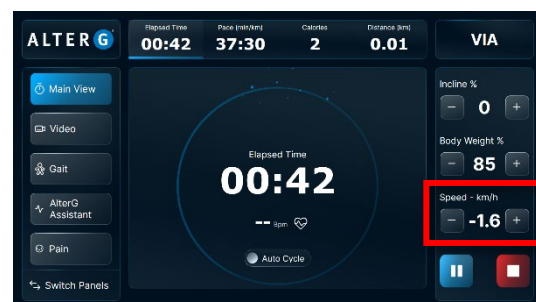 ALTER G
Elapsed Time
00:42
Pace (min/km)
37:30
Calories
2
Distance (km)
0.01
VIA
Main View
Video
Gait
AlterG
Assistant
Pain
Switch Panels
Elapsed Time
00:42
-- Bpm
Auto Cycle
Incline %
- 0 +
Body Weight %
- 85 +
Speed - km/h
- -1.6 +